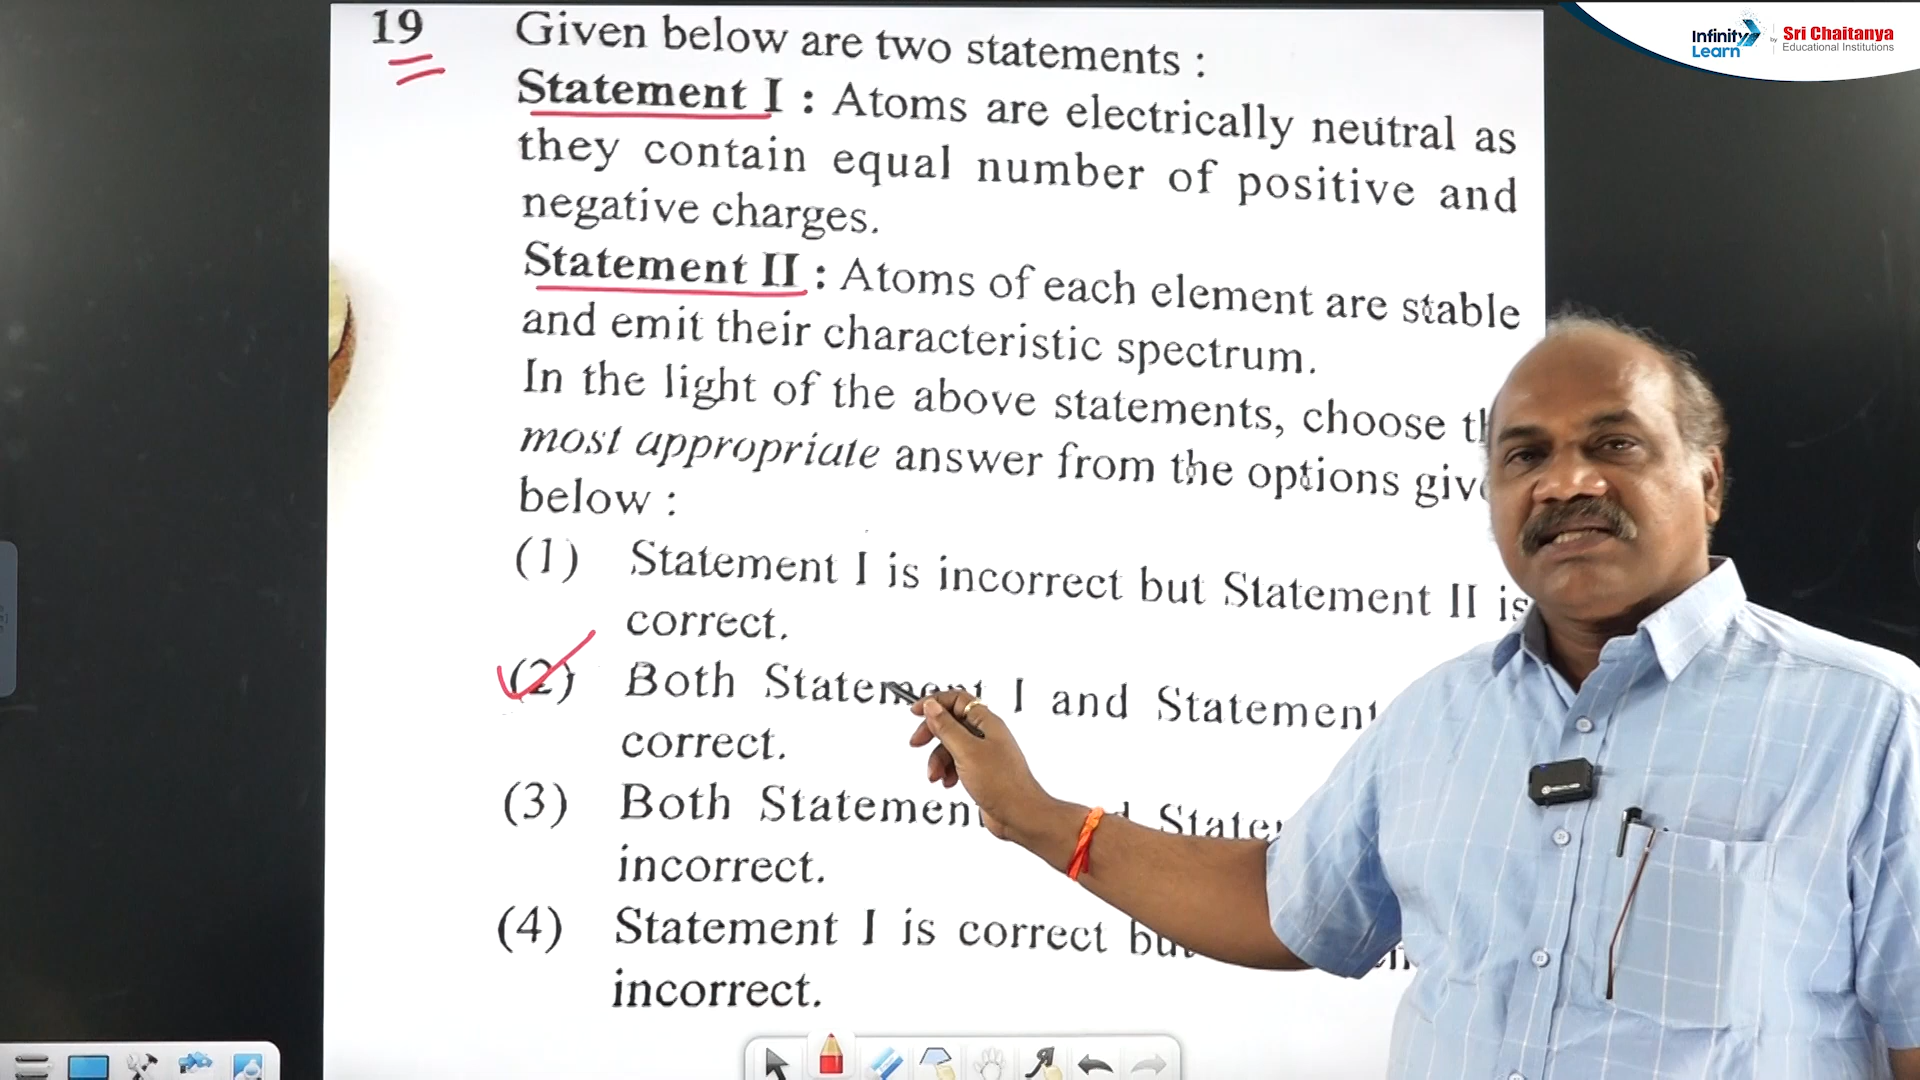 19 Given below are two statements :
Statement I : Atoms are electrically neutral as
they contain equal number of positive and
negative charges.
Statement II : Atoms of each element are stable
and emit their characteristic spectrum.
In the light of the above statements, choose
most appropriate answer from the options
below :
(1) Statement I is incorrect but Statement II is
correct.
(2) Both Statement I and Statement
correct.
(3) Both
incorrect.
(4) Statement I is correct
incorrect.
Infinity Learn by Sri Chaitanya
Educational Institutions